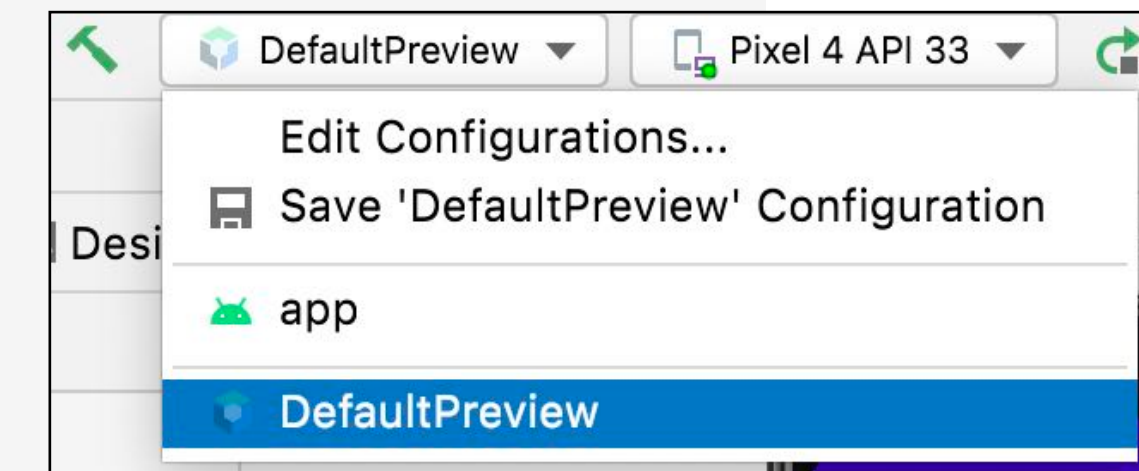 DefaultPreview Pixel 4 API 33
Edit Configurations...
Save 'DefaultPreview' Configuration
Desi
app
DefaultPreview